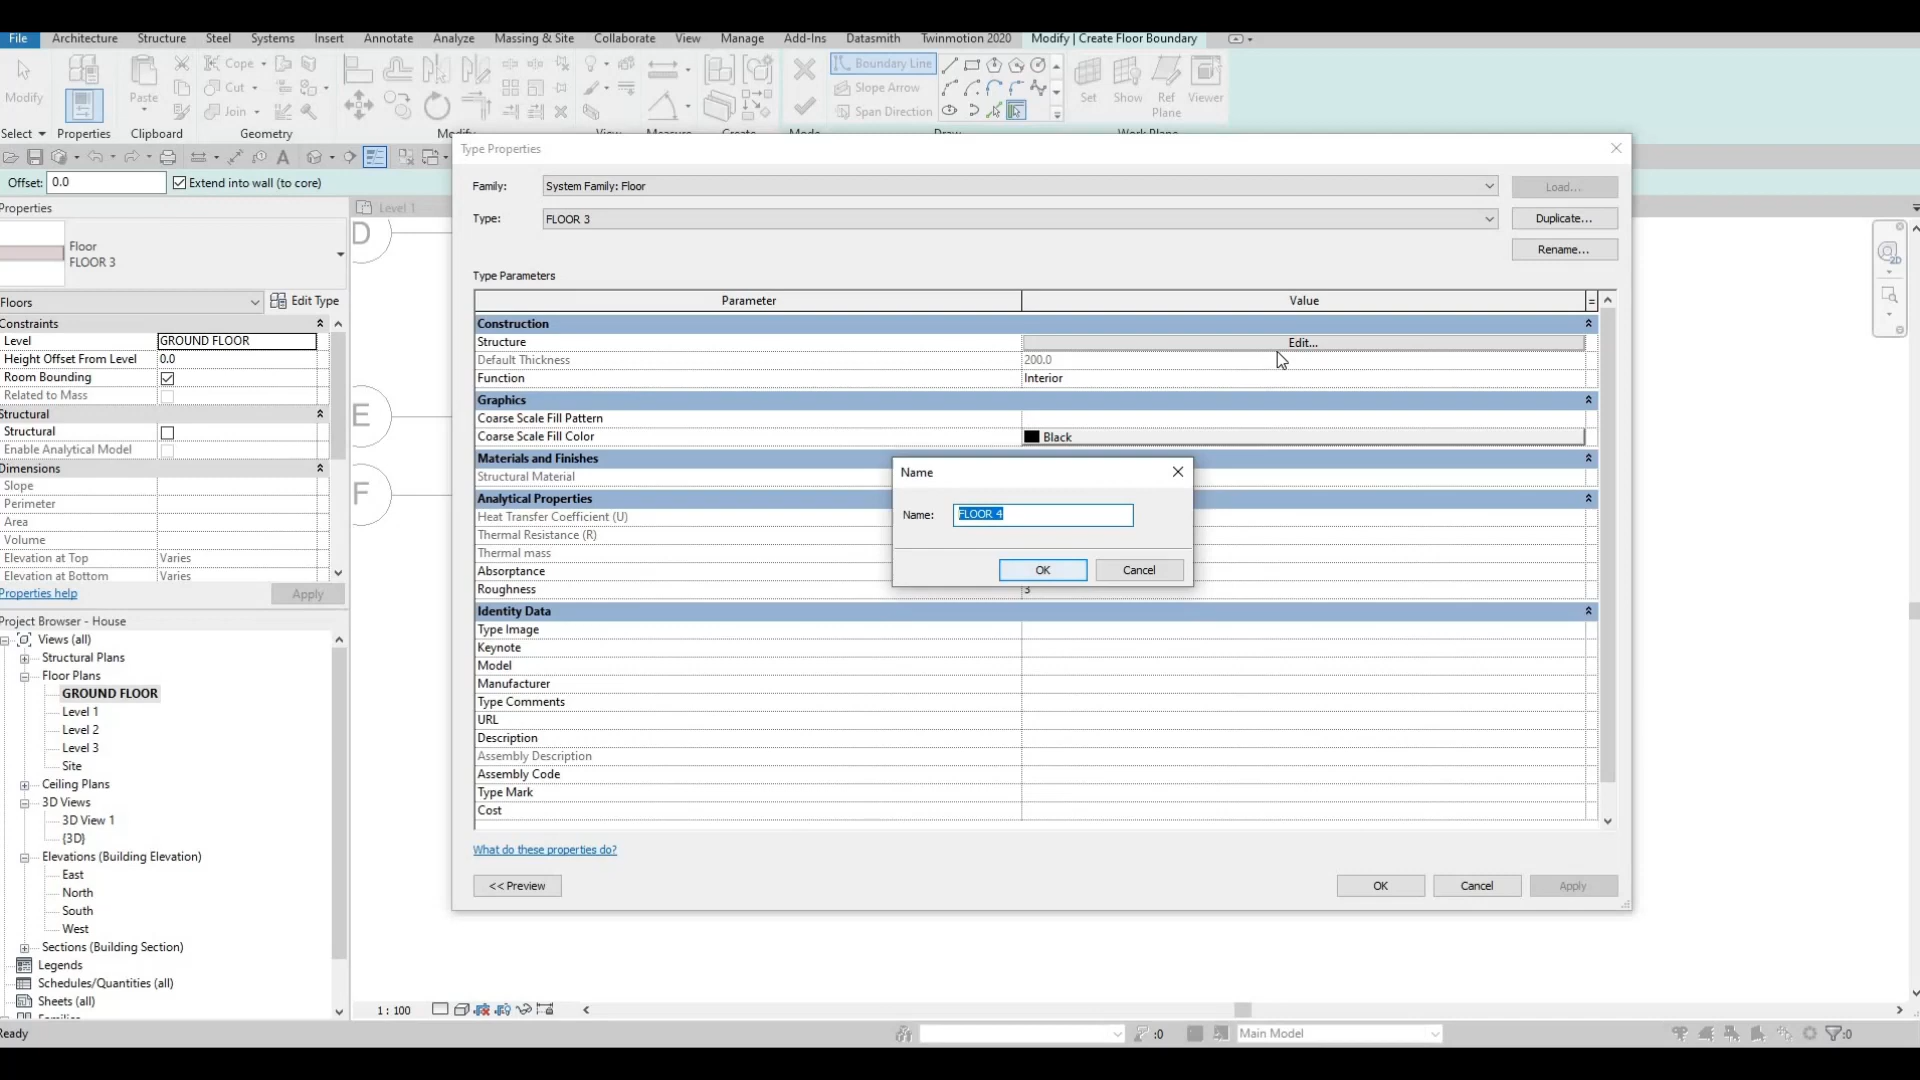 File Architecture Structure Steel Systems Insert Annotate Analyze Massing & Site Collaborate View Manage Add-Ins Datasmith Twinmotion 2020 Modify | Create Floor Boundary
Cope Boundary Line
Cut Slope Arrow
Modify Paste Set Show Ref Plane Viewer
Join Span Direction
Select Properties Clipboard Geometry
Offset: 0.0 Extend into wall (to core)
Properties
Level 1
Floor
FLOOR 3
Floors Edit Type
Constraints
Level GROUND FLOOR
Height Offset From Level 0.0
Room Bounding
Related to Mass
Structural
Structural
Enable Analytical Model
Dimensions
Slope
Perimeter
Area
Volume
Elevation at Top Varies
Elevation at Bottom Varies
Properties help Apply
Project Browser - House
Views (all)
Structural Plans
Floor Plans
GROUND FLOOR
Level 1
Level 2
Level 3
Site
Ceiling Plans
3D Views
3D View 1
{3D}
Elevations (Building Elevation)
East
North
South
West
Sections (Building Section)
Legends
Schedules/Quantities (all)
Sheets (all)
D
E
F
Type Properties
Family: System Family: Floor Load...
Type: FLOOR 3 Duplicate...
Rename...
Type Parameters
Parameter Value =
Construction
Structure Edit...
Default Thickness 200.0
Function Interior
Graphics
Coarse Scale Fill Pattern
Coarse Scale Fill Color Black
Materials and Finishes
Structural Material
Analytical Properties
Heat Transfer Coefficient (U)
Thermal Resistance (R)
Thermal mass
Absorptance
Roughness 3
Identity Data
Type Image
Keynote
Model
Manufacturer
Type Comments
URL
Description
Assembly Description
Assembly Code
Type Mark
Cost
What do these properties do?
<< Preview OK Cancel Apply
Name
Name: FLOOR 4
OK Cancel
1 : 100
Ready :0 Main Model :0